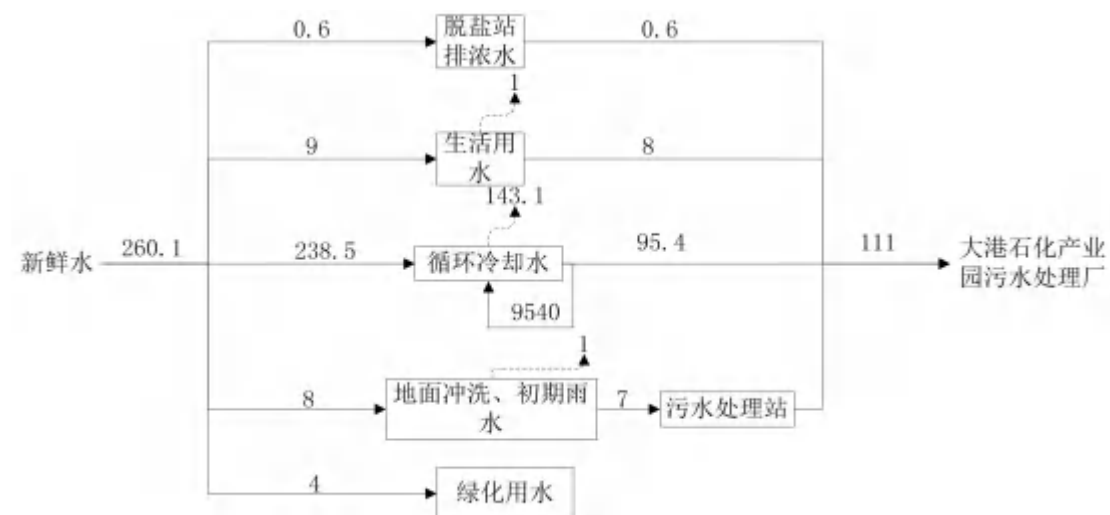 0.6
脱盐站
排浓水
0.6
1
9
生活用
水
8
143.1
新鲜水
260.1
238.5
循环冷却水
95.4
111
大港石化产业
园污水处理厂
9540
1
8
地面冲洗、初期雨
水
7
污水处理站
4
绿化用水